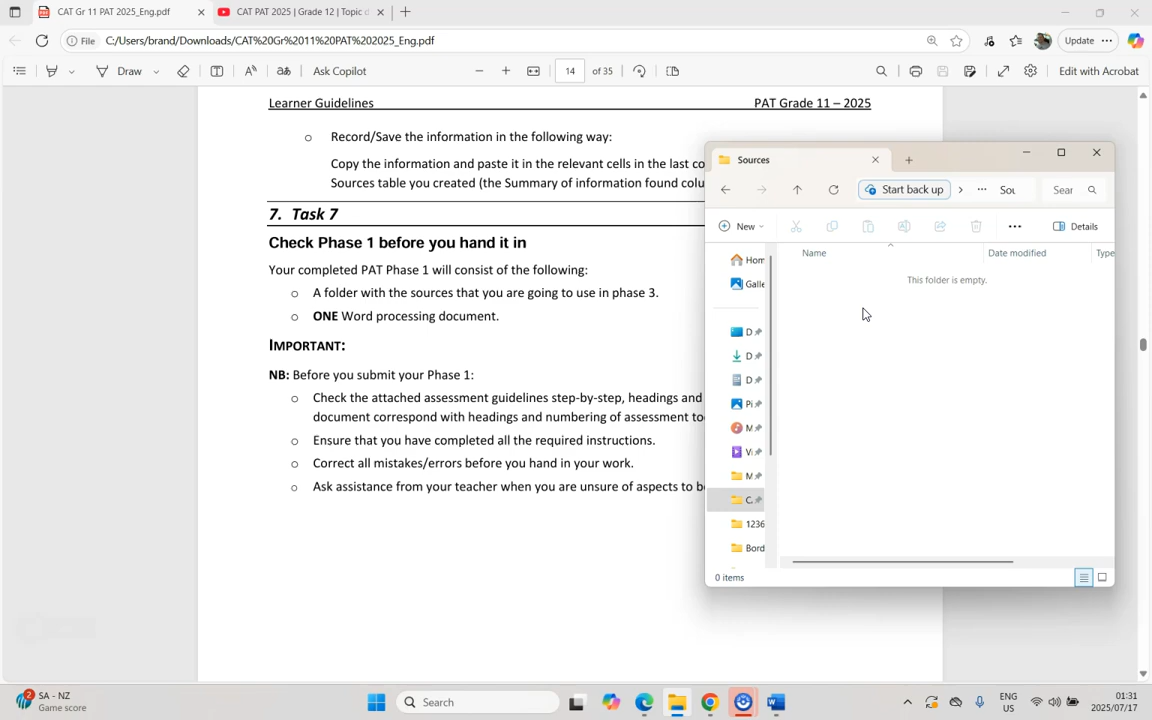 CAT Gr 11 PAT 2025_Eng.pdf
CAT PAT 2025 | Grade 12 | Topic d
File
C:/Users/brand/Downloads/CAT%20Gr%2011%20PAT%202025_Eng.pdf
Update
Draw
Ask Copilot
14
of 35
Edit with Acrobat
Learner Guidelines
PAT Grade 11 – 2025
Record/Save the information in the following way:
Copy the information and paste it in the relevant cells in the last co
Sources table you created (the Summary of information found colu
7. Task 7
Check Phase 1 before you hand it in
Your completed PAT Phase 1 will consist of the following:
A folder with the sources that you are going to use in phase 3.
ONE Word processing document.
IMPORTANT:
NB: Before you submit your Phase 1:
Check the attached assessment guidelines step-by-step, headings and
document correspond with headings and numbering of assessment to
Ensure that you have completed all the required instructions.
Correct all mistakes/errors before you hand in your work.
Ask assistance from your teacher when you are unsure of aspects to b
Sources
Start back up
Sou
Sear
New
Details
Name
Date modified
Type
This folder is empty.
Hom
Galle
D
D
D
Pi
M
Vi
M
C
1236
Bord
0 items
2
SA - NZ
Game score
Search
ENG
US
01:31
2025/07/17